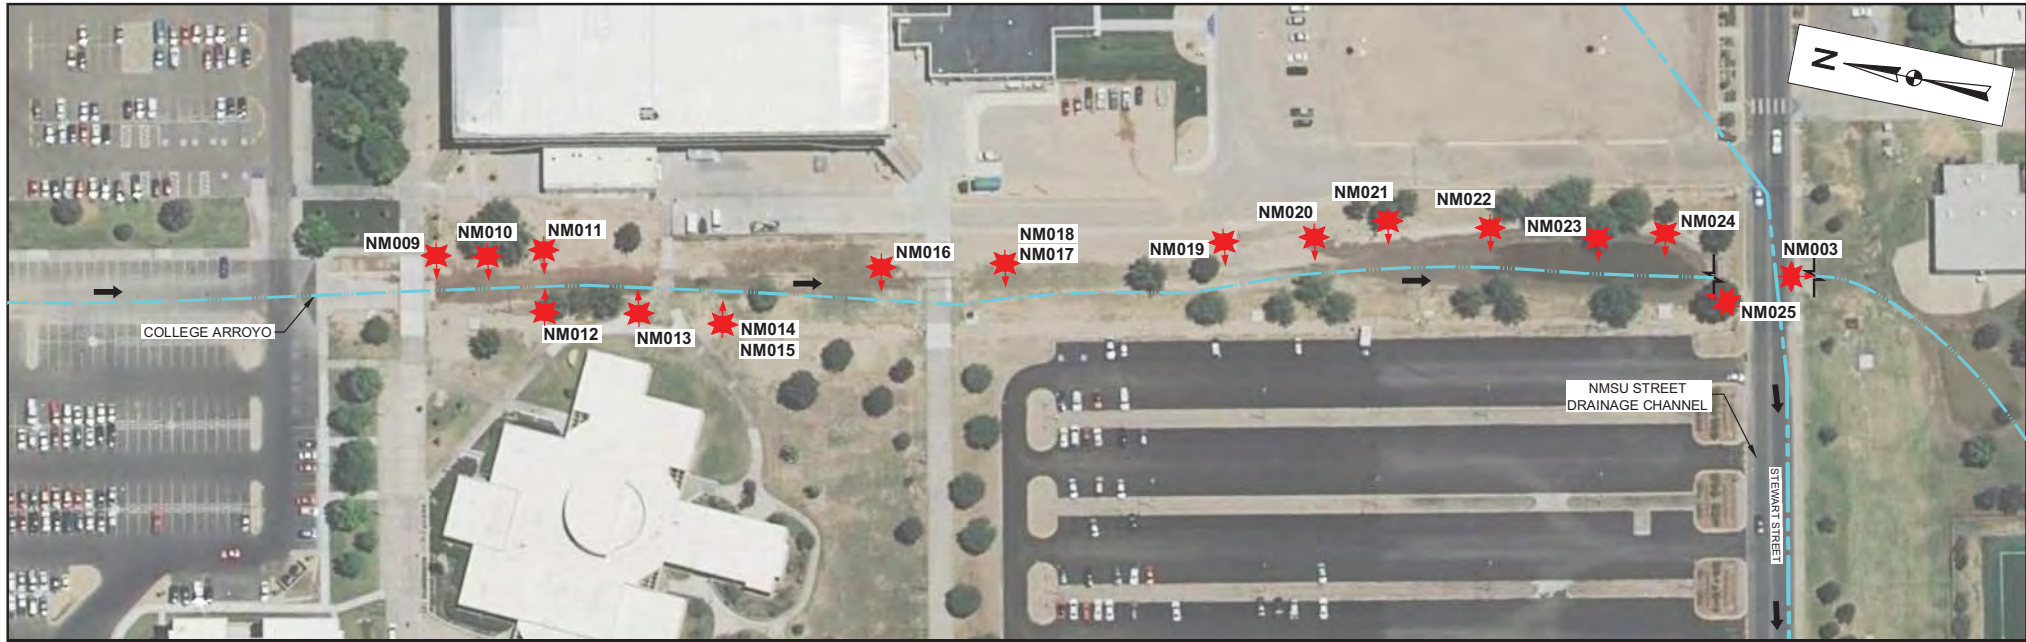 N
NM009
NM010
NM011
NM012
NM013
NM014
NM015
NM016
NM018
NM017
NM019
NM020
NM021
NM022
NM023
NM024
NM003
NM025
COLLEGE ARROYO
NMSU STREET
DRAINAGE CHANNEL
STEWART STREET